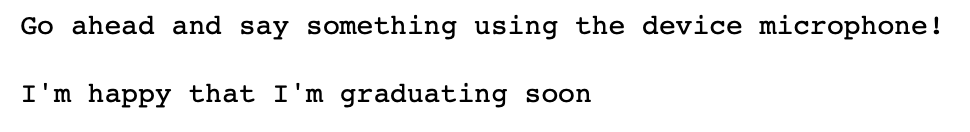 Go ahead and say something using the device microphone!
I'm happy that I'm graduating soon